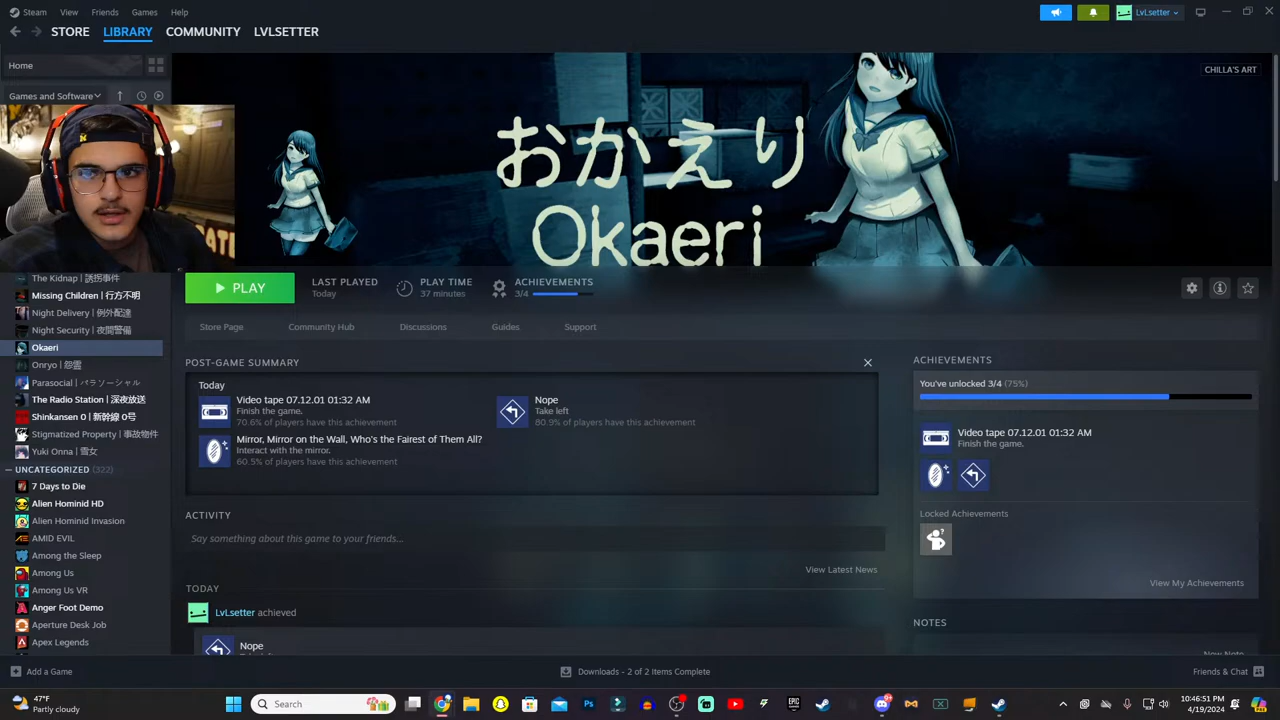 Steam View Friends Games Help
LvLsetter
STORE LIBRARY COMMUNITY LVLSETTER
Home
CHILLA'S ART
Games and Software
おかえり
Okaeri
The Kidnap | 誘拐事件
Missing Children | 行方不明
Night Delivery | 例外配達
Night Security | 夜間警備
Okaeri
Onryo | 怨霊
Parasocial | パラソーシャル
The Radio Station | 深夜放送
Shinkansen 0 | 新幹線 0号
Stigmatized Property | 事故物件
Yuki Onna | 雪女
UNCATEGORIZED (322)
7 Days to Die
Alien Hominid HD
Alien Hominid Invasion
AMID EVIL
Among the Sleep
Among Us
Among Us VR
Anger Foot Demo
Aperture Desk Job
Apex Legends
PLAY
LAST PLAYED
Today
PLAY TIME
37 minutes
ACHIEVEMENTS
3/4
Store Page Community Hub Discussions Guides Support
POST-GAME SUMMARY
Today
Video tape 07.12.01 01:32 AM
Finish the game.
70.6% of players have this achievement
Nope
Take left
80.9% of players have this achievement
Mirror, Mirror on the Wall, Who's the Fairest of Them All?
Interact with the mirror.
60.5% of players have this achievement
ACTIVITY
Say something about this game to your friends...
View Latest News
TODAY
LvLsetter achieved
Nope
ACHIEVEMENTS
You've unlocked 3/4 (75%)
Video tape 07.12.01 01:32 AM
Finish the game.
Locked Achievements
View My Achievements
NOTES
New Note
Add a Game
Downloads - 2 of 2 Items Complete
Friends & Chat
47°F
Partly cloudy
Search
10:46:51 PM
4/19/2024